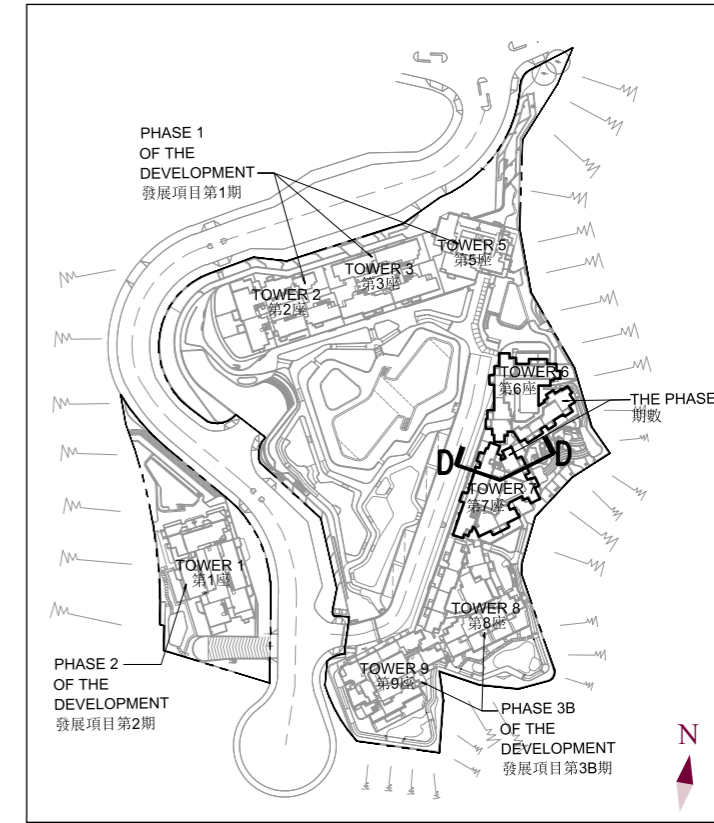 PHASE 1
OF THE
DEVELOPMENT
發展項目第1期
TOWER 5
第5座
TOWER 3
第3座
TOWER 2
第2座
TOWER 6
第6座
THE PHASE
期數
D
D
TOWER 7
第7座
TOWER 1
第1座
TOWER 8
第8座
PHASE 2
OF THE
DEVELOPMENT
發展項目第2期
TOWER 9
第9座
PHASE 3B
OF THE
DEVELOPMENT
發展項目第3B期
N